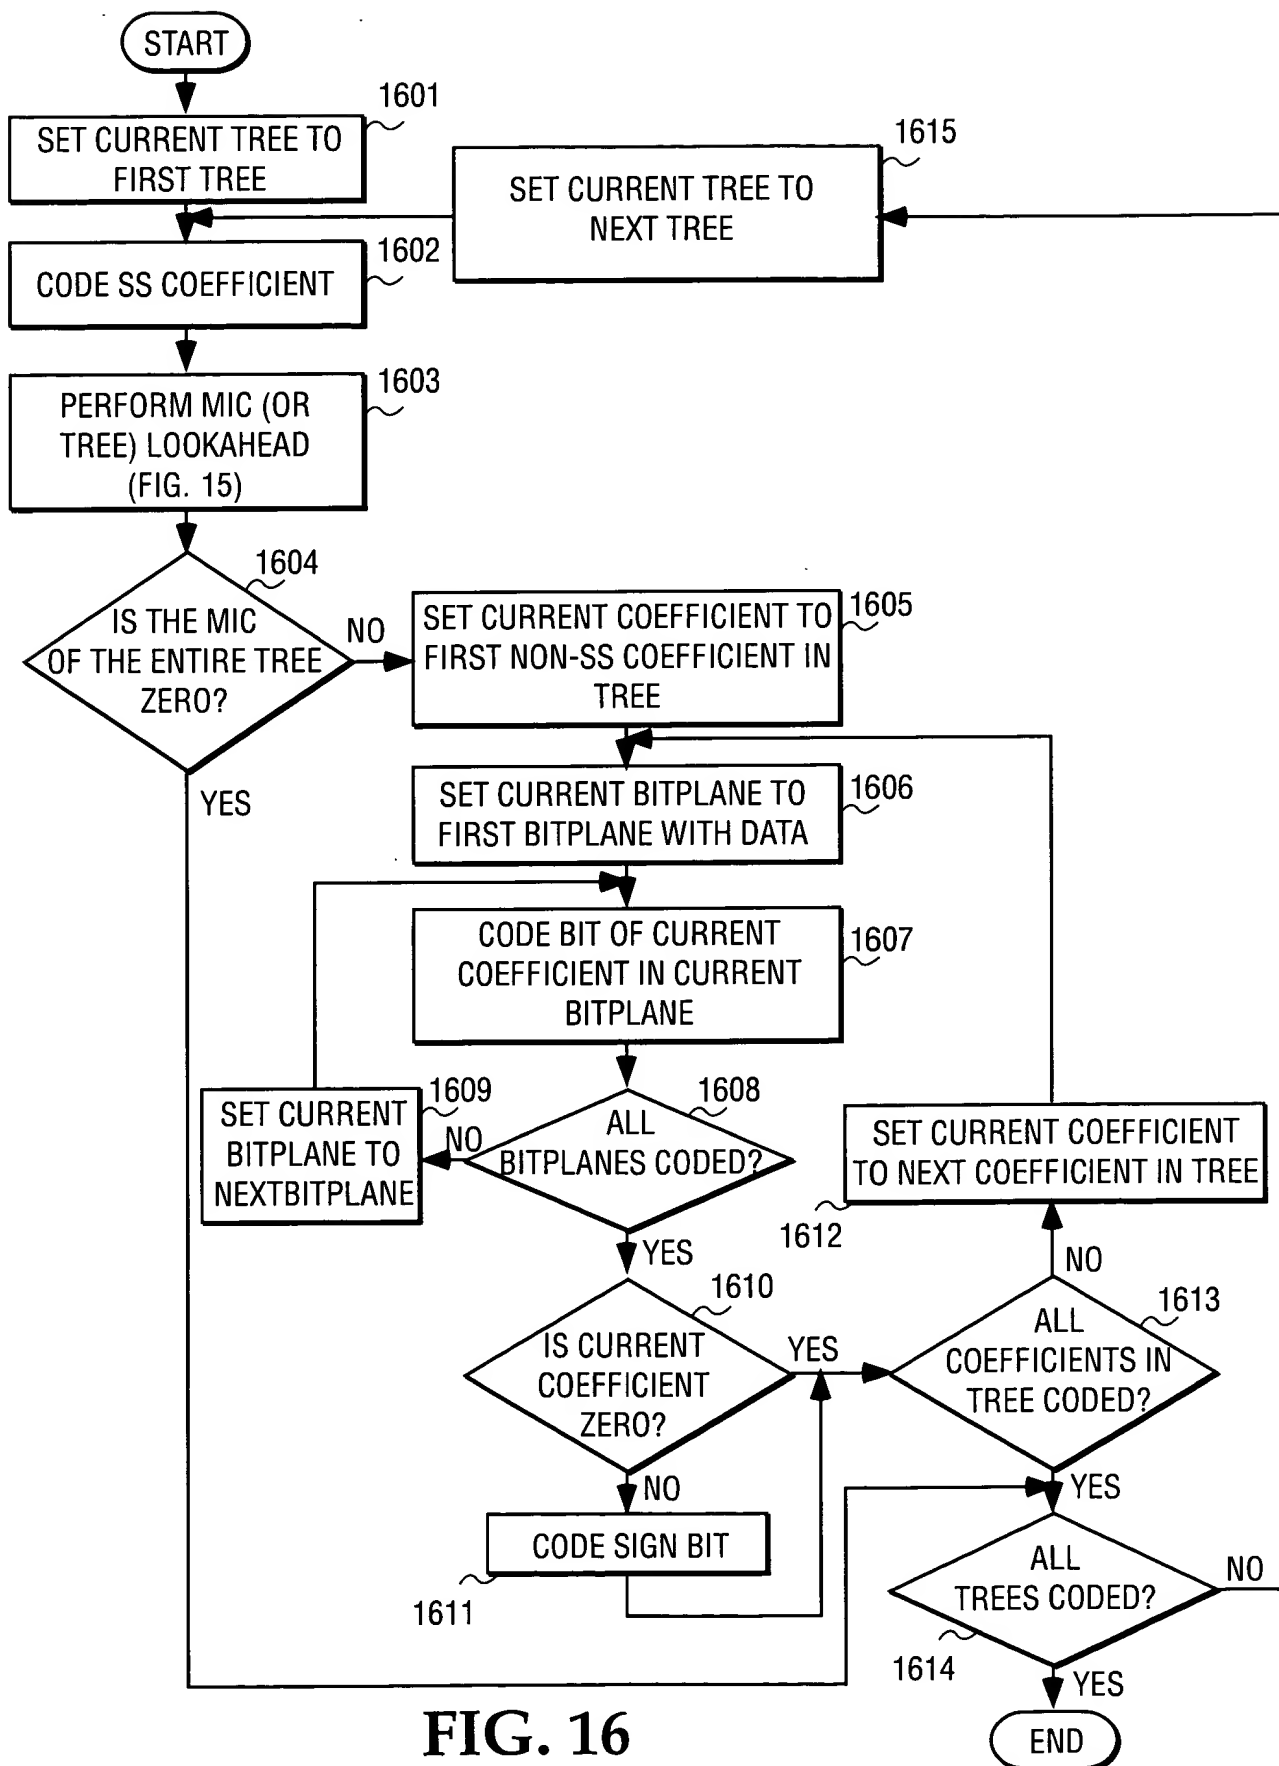 START
1601
SET CURRENT TREE TO
FIRST TREE
1615
SET CURRENT TREE TO
NEXT TREE
1602
CODE SS COEFFICIENT
1603
PERFORM MIC (OR
TREE) LOOKAHEAD
(FIG. 15)
1604
IS THE MIC
OF THE ENTIRE TREE
ZERO?
NO
YES
1605
SET CURRENT COEFFICIENT TO
FIRST NON-SS COEFFICIENT IN
TREE
1606
SET CURRENT BITPLANE TO
FIRST BITPLANE WITH DATA
1607
CODE BIT OF CURRENT
COEFFICIENT IN CURRENT
BITPLANE
1608
ALL
BITPLANES CODED?
NO
1609
SET CURRENT
BITPLANE TO
NEXTBITPLANE
YES
1610
IS CURRENT
COEFFICIENT
ZERO?
YES
NO
CODE SIGN BIT
1611
SET CURRENT COEFFICIENT
TO NEXT COEFFICIENT IN TREE
1612
NO
1613
ALL
COEFFICIENTS IN
TREE CODED?
YES
ALL
TREES CODED?
NO
1614
YES
END
FIG. 16